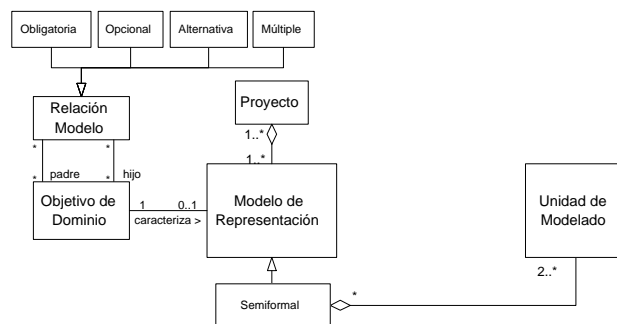 Obligatoria
Opcional
Alternativa
Múltiple
Relación
Modelo
Proyecto
1..*
1..*
* *
padre hijo
* *
Objetivo de
Dominio
1 0..1
caracteriza >
Modelo de
Representación
Unidad de
Modelado
2..*
Semiformal
*